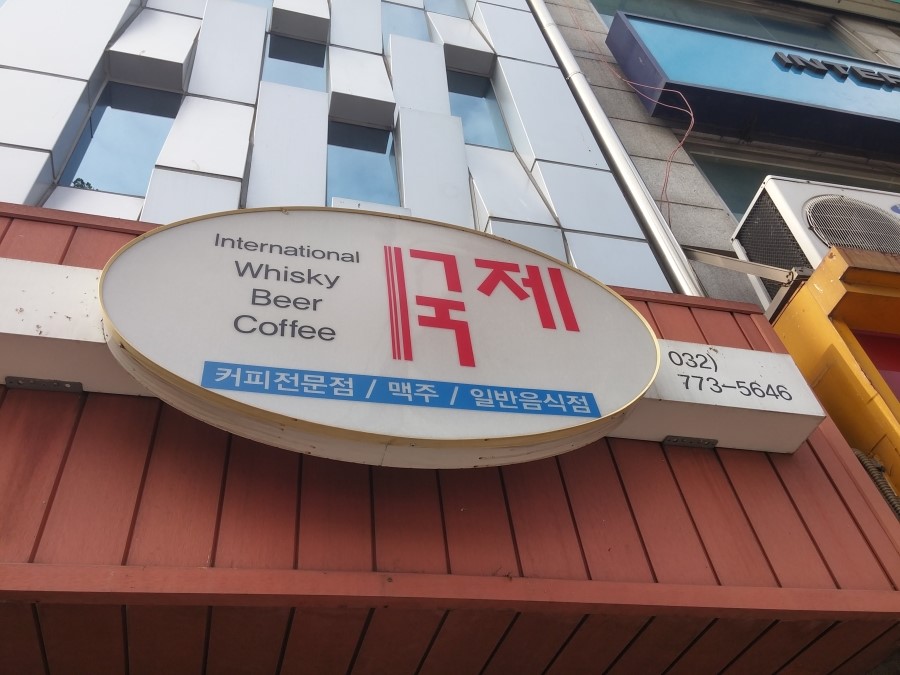 International
Whisky
Beer
Coffee
국제
커피전문점 / 맥주 / 일반음식점
032)
773-5646